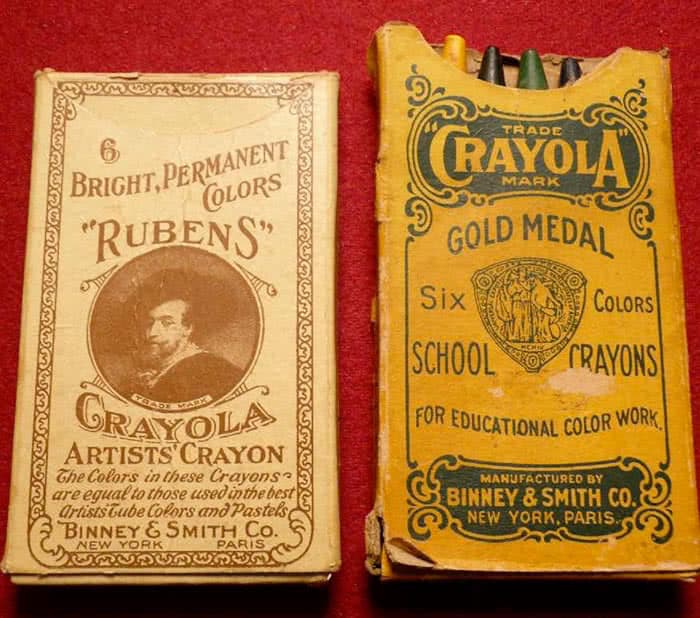 6
BRIGHT, PERMANENT
COLORS
"RUBENS"
TRADE MARK
CRAYOLA
ARTISTS' CRAYON
The Colors in these Crayons
are equal to those used in the best
Artists Tube Colors and Pastels
BINNEY & SMITH CO.
NEW YORK PARIS
TRADE
"CRAYOLA"
MARK
GOLD MEDAL
SIX COLORS
SCHOOL CRAYONS
FOR EDUCATIONAL COLOR WORK.
MANUFACTURED BY
BINNEY & SMITH CO.
NEW YORK, PARIS.